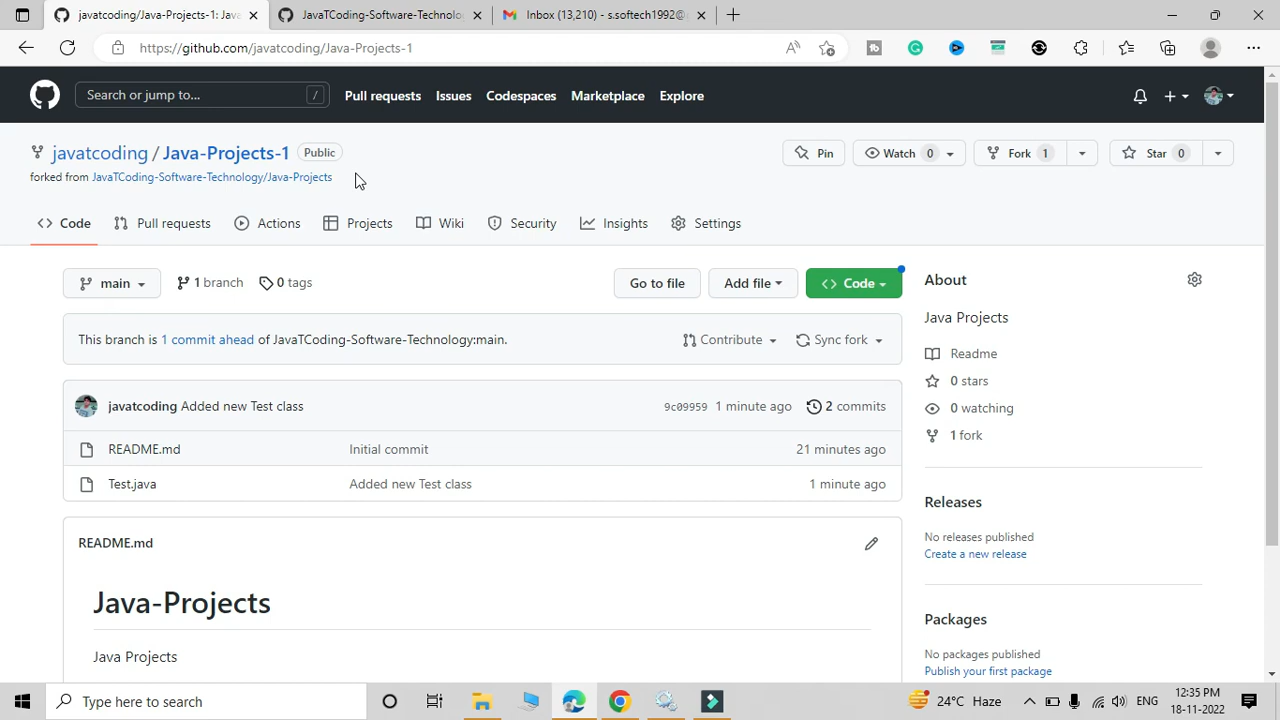 javatcoding/Java-Projects-1: Jav
JavaTCoding-Software-Technolo
Inbox (13,210) - s.softech1992@
https://github.com/javatcoding/Java-Projects-1
Search or jump to... /
Pull requests Issues Codespaces Marketplace Explore
javatcoding / Java-Projects-1 Public
Pin Watch 0 Fork 1 Star 0
forked from JavaTCoding-Software-Technology/Java-Projects
Code Pull requests Actions Projects Wiki Security Insights Settings
main 1 branch 0 tags Go to file Add file Code
This branch is 1 commit ahead of JavaTCoding-Software-Technology:main. Contribute Sync fork
javatcoding Added new Test class 9c09959 1 minute ago 2 commits
README.md Initial commit 21 minutes ago
Test.java Added new Test class 1 minute ago
README.md
Java-Projects
Java Projects
About
Java Projects
Readme
0 stars
0 watching
1 fork
Releases
No releases published
Create a new release
Packages
No packages published
Publish your first package
Type here to search
24°C Haze
ENG
12:35 PM
18-11-2022